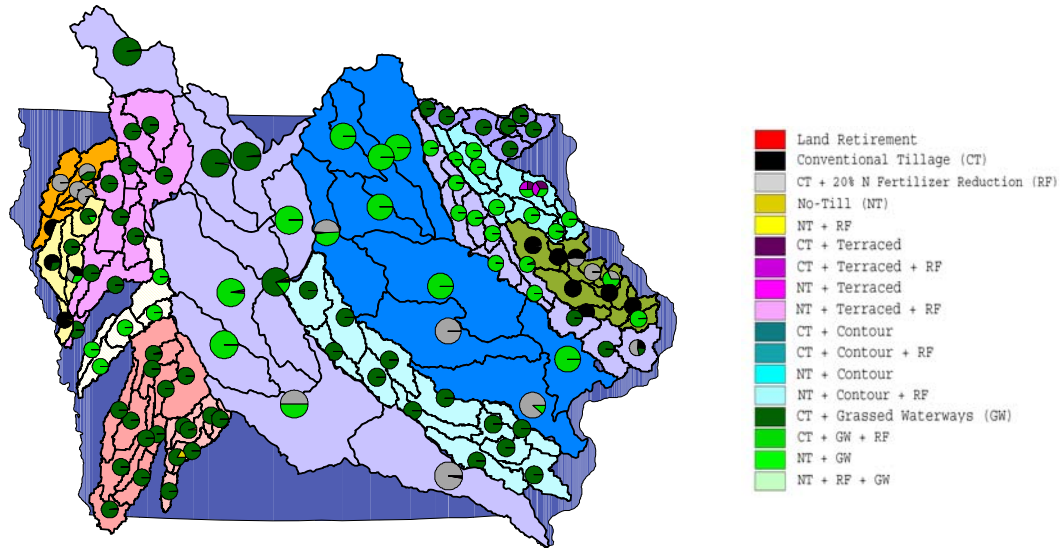 Land Retirement
Conventional Tillage (CT)
CT + 20% N Fertilizer Reduction (RF)
No-Till (NT)
NT + RF
CT + Terraced
CT + Terraced + RF
NT + Terraced
NT + Terraced + RF
CT + Contour
CT + Contour + RF
NT + Contour
NT + Contour + RF
CT + Grassed Waterways (GW)
CT + GW + RF
NT + GW
NT + RF + GW